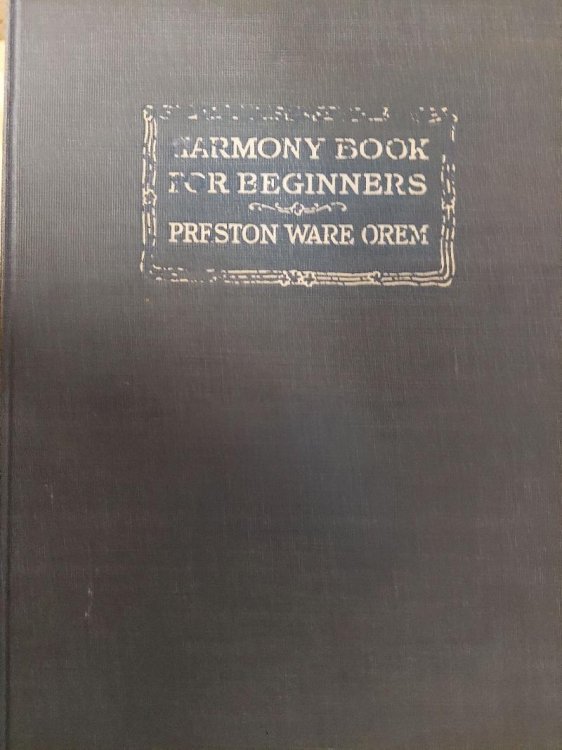 HARMONY BOOK
FOR BEGINNERS
PRESTON WARE OREM